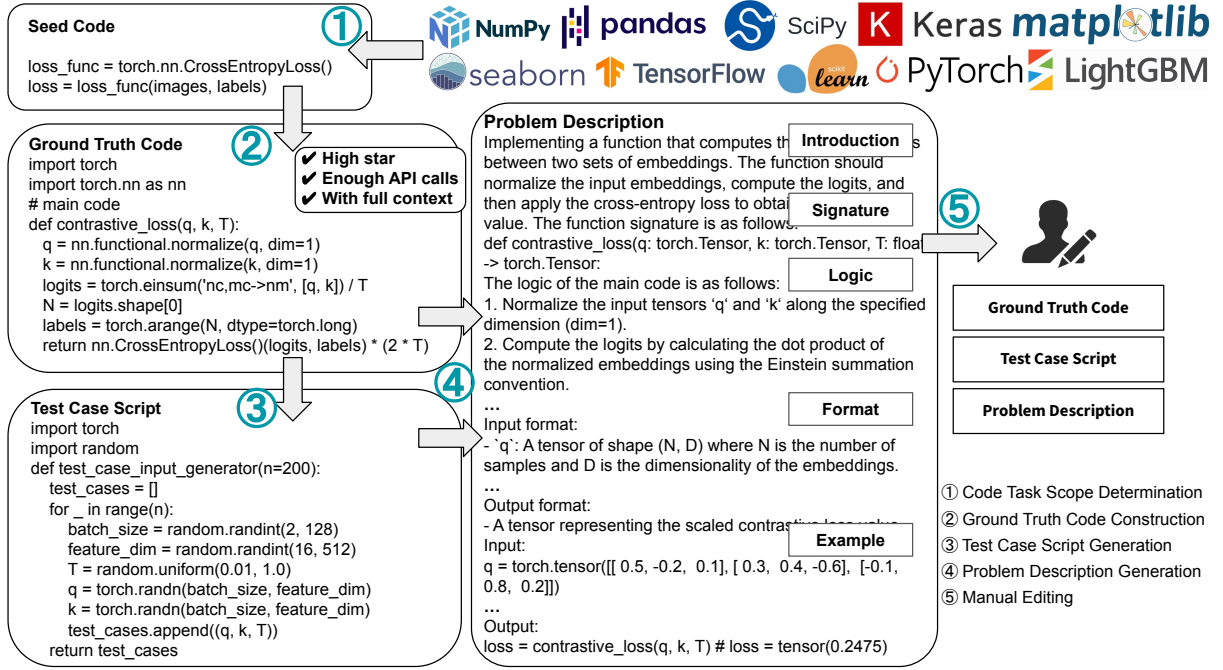 Seed Code
loss_func = torch.nn.CrossEntropyLoss()
loss = loss_func(images, labels)
①
NumPy
pandas
SciPy
K Keras
matplotlib
seaborn
TensorFlow
scikit
learn
PyTorch
LightGBM
②
Ground Truth Code
import torch
import torch.nn as nn
# main code
def contrastive_loss(q, k, T):
q = nn.functional.normalize(q, dim=1)
k = nn.functional.normalize(k, dim=1)
logits = torch.einsum('nc,mc->nm', [q, k]) / T
N = logits.shape[0]
labels = torch.arange(N, dtype=torch.long)
return nn.CrossEntropyLoss()(logits, labels) * (2 * T)
✔ High star
✔ Enough API calls
✔ With full context
③
Test Case Script
import torch
import random
def test_case_input_generator(n=200):
test_cases = []
for _ in range(n):
batch_size = random.randint(2, 128)
feature_dim = random.randint(16, 512)
T = random.uniform(0.01, 1.0)
q = torch.randn(batch_size, feature_dim)
k = torch.randn(batch_size, feature_dim)
test_cases.append((q, k, T))
return test_cases
④
Problem Description
Implementing a function that computes
Introduction
between two sets of embeddings. The function should
normalize the input embeddings, compute the logits, and
then apply the cross-entropy loss to
Signature
value. The function signature is as follows:
def contrastive_loss(q: torch.Tensor, k: torch.Tensor, T: float
-> torch.Tensor:
The logic of the main code is as follows:
Logic
1. Normalize the input tensors ‘q‘ and ‘k‘ along the specified
dimension (dim=1).
2. Compute the logits by calculating the dot product of
the normalized embeddings using the Einstein summation
convention.
...
Format
Input format:
- `q`: A tensor of shape (N, D) where N is the number of
samples and D is the dimensionality of the embeddings.
...
Output format:
- A tensor representing the scaled contrastive loss value
Example
Input:
q = torch.tensor([[ 0.5, -0.2, 0.1], [ 0.3, 0.4, -0.6], [-0.1,
0.8, 0.2]])
...
Output:
loss = contrastive_loss(q, k, T) # loss = tensor(0.2475)
⑤
Ground Truth Code
Test Case Script
Problem Description
① Code Task Scope Determination
② Ground Truth Code Construction
③ Test Case Script Generation
④ Problem Description Generation
⑤ Manual Editing